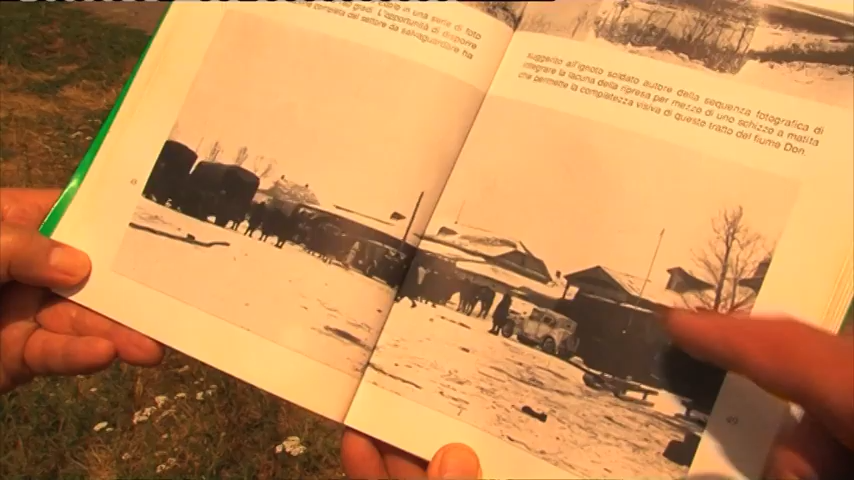 in una serie di foto
gradi. L'opportunità di disporre
completa del settore da salvaguardare ha
suggerito all'ignoto soldato autore della sequenza fotografica di
integrare la lacuna della ripresa per mezzo di uno schizzo a matita
che permette la completezza visiva di questo tratto del fiume Don.